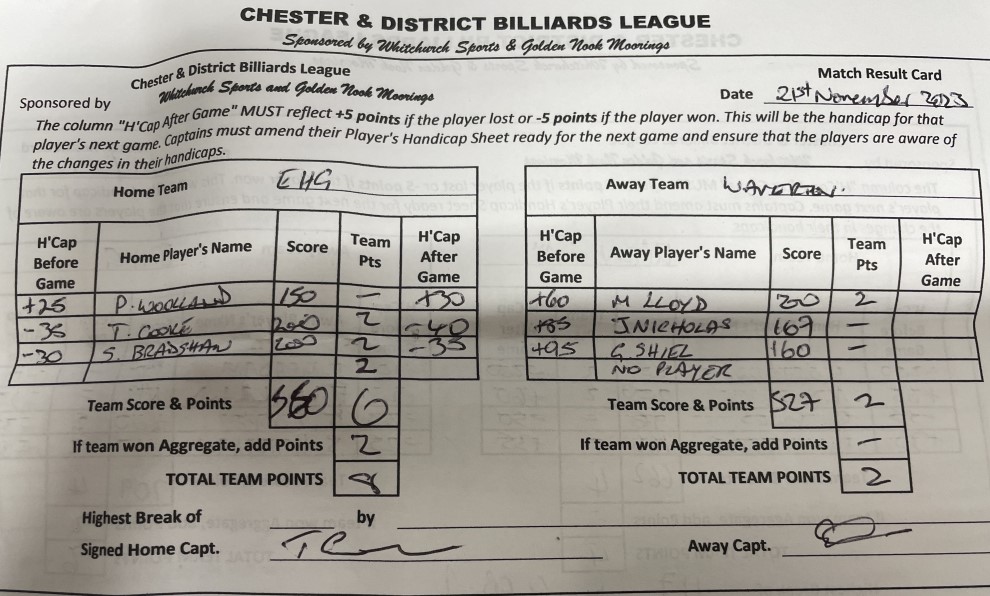 CHESTER & DISTRICT BILLIARDS LEAGUE
Sponsored by Whitchurch Sports & Golden Nook Moorings
Chester & District Billiards League
Match Result Card
Sponsored by Whitchurch Sports and Golden Nook Moorings
Date 21st November 2023
The column "H'Cap After Game" MUST reflect +5 points if the player lost or -5 points if the player won. This will be the handicap for that
player's next game. Captains must amend their Player's Handicap Sheet ready for the next game and ensure that the players are aware of
the changes in their handicaps.
Home Team EHG
Away Team WAVERTON
H'Cap Before Game Home Player's Name Score Team Pts H'Cap After Game
H'Cap Before Game Away Player's Name Score Team Pts H'Cap After Game
+25 P. WOOLLAND 150 — +30
+60 M LLOYD 200 2
-35 T. COOKE 200 2 -40
+85 J NICHOLAS 167 —
-30 S. BRADSHAW 200 2 -35
+95 G. SHIEL 160 —
2
NO PLAYER
Team Score & Points 550 6
Team Score & Points 527 2
If team won Aggregate, add Points 2
If team won Aggregate, add Points —
TOTAL TEAM POINTS 8
TOTAL TEAM POINTS 2
Highest Break of by
Signed Home Capt.
Away Capt.